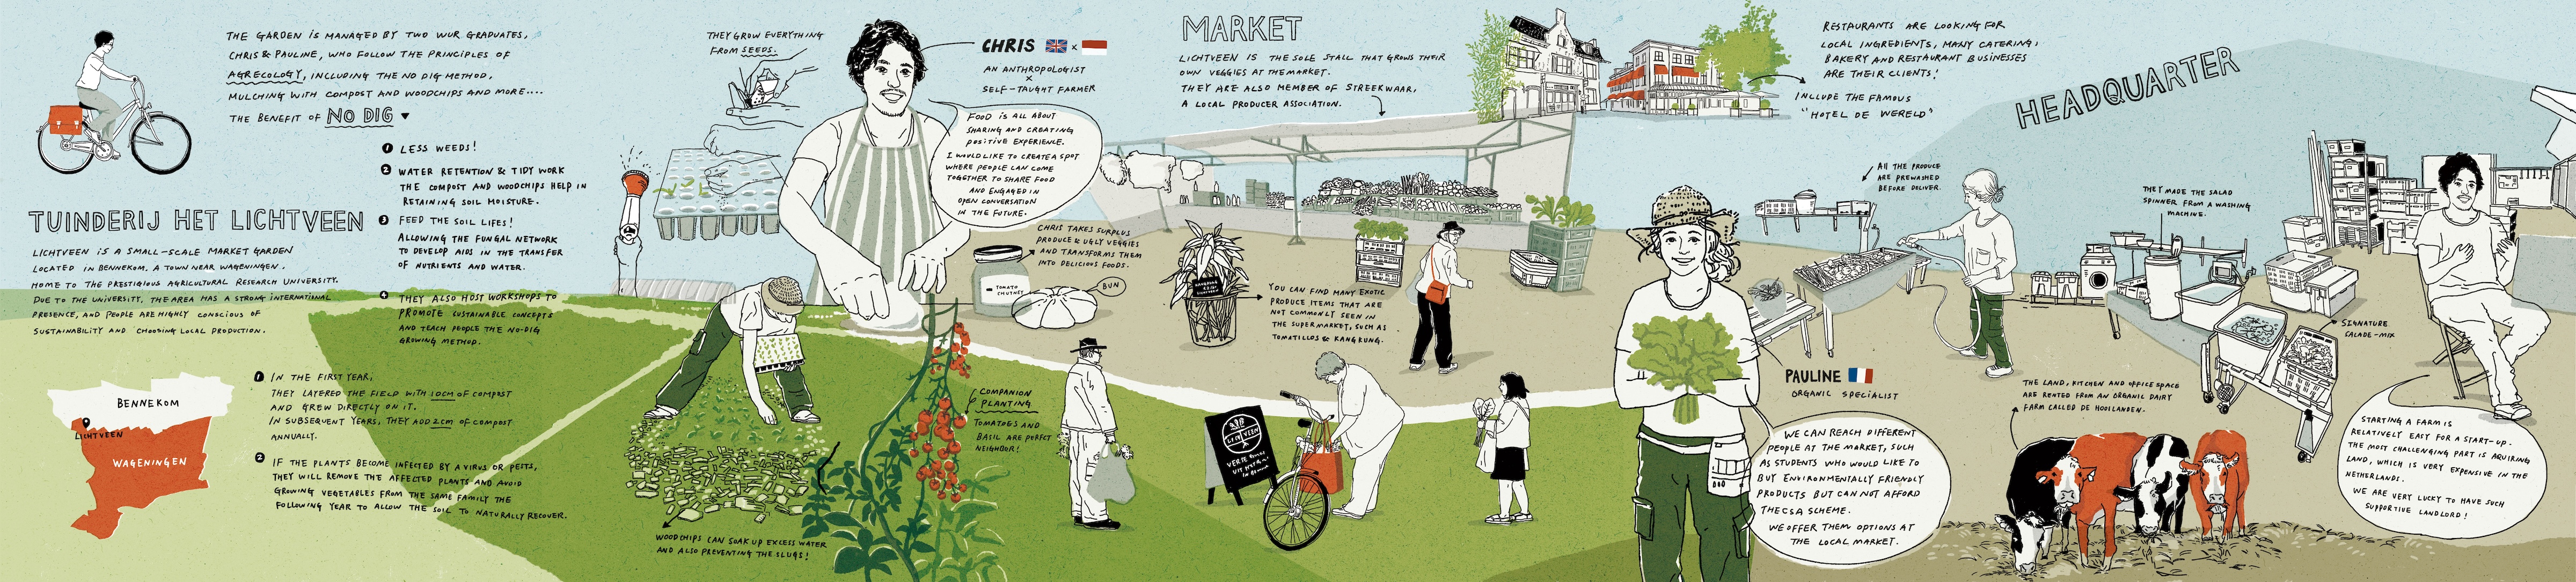 THE GARDEN IS MANAGED BY TWO WUR GRADUATES,
CHRIS & PAULINE, WHO FOLLOW THE PRINCIPLES OF
AGRECOLOGY, INCLUDING THE NO DIG METHOD,
MULCHING WITH COMPOST AND WOODCHIPS AND MORE....
THE BENEFIT OF NO DIG ▼
1 LESS WEEDS!
2 WATER RETENTION & TIDY WORK
THE COMPOST AND WOODCHIPS HELP IN
RETAINING SOIL MOISTURE.
3 FEED THE SOIL LIFES!
ALLOWING THE FUNGAL NETWORK
TO DEVELOP AIDS IN THE TRANSFER
OF NUTRIENTS AND WATER.
4 THEY ALSO HOST WORKSHOPS TO
PROMOTE SUSTAINABLE CONCEPTS
AND TEACH PEOPLE THE NO-DIG
GROWING METHOD.
TUINDERIJ HET LICHTVEEN
LICHTVEEN IS A SMALL-SCALE MARKET GARDEN
LOCATED IN BENNEKOM, A TOWN NEAR WAGENINGEN,
HOME TO THE PRESTIGIOUS AGRICULTURAL RESEARCH UNIVERSITY.
DUE TO THE UNIVERSITY, THE AREA HAS A STRONG INTERNATIONAL
PRESENCE, AND PEOPLE ARE HIGHLY CONSCIOUS OF
SUSTAINABILITY AND CHOOSING LOCAL PRODUCTION.
BENNEKOM
LICHTVEEN
WAGENINGEN
1 IN THE FIRST YEAR,
THEY LAYERED THE FIELD WITH 10CM OF COMPOST
AND GREW DIRECTLY ON IT.
IN SUBSEQUENT YEARS, THEY ADD 2CM OF COMPOST
ANNUALLY.
2 IF THE PLANTS BECOME INFECTED BY A VIRUS OR PESTS,
THEY WILL REMOVE THE AFFECTED PLANTS AND AVOID
GROWING VEGETABLES FROM THE SAME FAMILY THE
FOLLOWING YEAR TO ALLOW THE SOIL TO NATURALLY RECOVER.
THEY GROW EVERYTHING
FROM SEEDS.
CHRIS x
AN ANTHROPOLOGIST
x
SELF-TAUGHT FARMER
FOOD IS ALL ABOUT
SHARING AND CREATING
POSITIVE EXPERIENCE.
I WOULD LIKE TO CREATE A SPOT
WHERE PEOPLE CAN COME
TOGETHER TO SHARE FOOD
AND ENGAGED IN
OPEN CONVERSATION
IN THE FUTURE.
CHRIS TAKES SURPLUS
PRODUCE & UGLY VEGGIES
AND TRANSFORMS THEM
INTO DELICIOUS FOODS.
TOMATO
CHUTNEY
BUN
COMPANION
PLANTING
TOMATOES AND
BASIL ARE PERFCT
NEIGHBOR!
WOODCHIPS CAN SOAK UP EXCESS WATER
AND ALSO PREVENTING THE SLUGS!
MARKET
LICHTVEEN IS THE SOLE STALL THAT GROWS THEIR
OWN VEGGIES AT THE MARKET.
THEY ARE ALSO MEMBER OF STREEKWAAR,
A LOCAL PRODUCER ASSOCIATION.
RESTAURANTS ARE LOOKING FOR
LOCAL INGREDIENTS, MANY CATERING,
BAKERY AND RESTAURANT BUSINESSES
ARE THEIR CLIENTS!
INCLUDE THE FAMOUS
"HOTEL DE WERELD"
YOU CAN FIND MANY EXOTIC
PRODUCE ITEMS THAT ARE
NOT COMMONLY SEEN IN
THE SUPERMARKET, SUCH AS
TOMATILLOS & KANGKUNG.
PAULINE
ORGANIC SPECIALIST
WE CAN REACH DIFFERENT
PEOPLE AT THE MARKET, SUCH
AS STUDENTS WHO WOULD LIKE TO
BUY ENVIRONMENTALLY FRIENDLY
PRODUCTS BUT CAN NOT AFFORD
THE CSA SCHEME.
WE OFFER THEM OPTIONS AT
THE LOCAL MARKET.
HEADQUARTER
All THE PRODUCE
ARE PREWASHED
BEFORE DELIVER.
THEY MADE THE SALAD
SPINNER FROM A WASHING
MACHINE.
SIGNATURE
SALADE-MIX
THE LAND, KITCHEN AND OFFICE SPACE
ARE RENTED FROM AN ORGANIC DAIRY
FARM CALLED DE HOOILANDEN.
STARTING A FARM IS
RELATIVELY EASY FOR A START-UP.
THE MOST CHALLENGING PART IS AQUIRING
LAND, WHICH IS VERY EXPENSIVE IN THE
NETHERLANDS.
WE ARE VERY LUCKY TO HAVE SUCH
SUPPORTIVE LANDLORD!